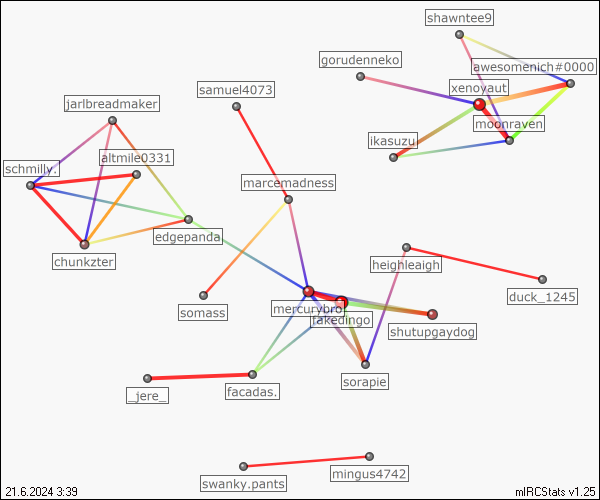 shawntee9
gorudenneko
awesomenich#0000
xenoyaut
samuel4073
jarlbreadmaker
moonraven
ikasuzu
altmile0331
schmilly.
marcemadness
edgepanda.
chunkzter
heighleaigh
duck_1245
somass
mercurybro
fakedingo
shutupgaydog
sorapie
facadas.
_jere_
mingus4742
swanky.pants
21.6.2024 3:39
mIRCStats v1.25